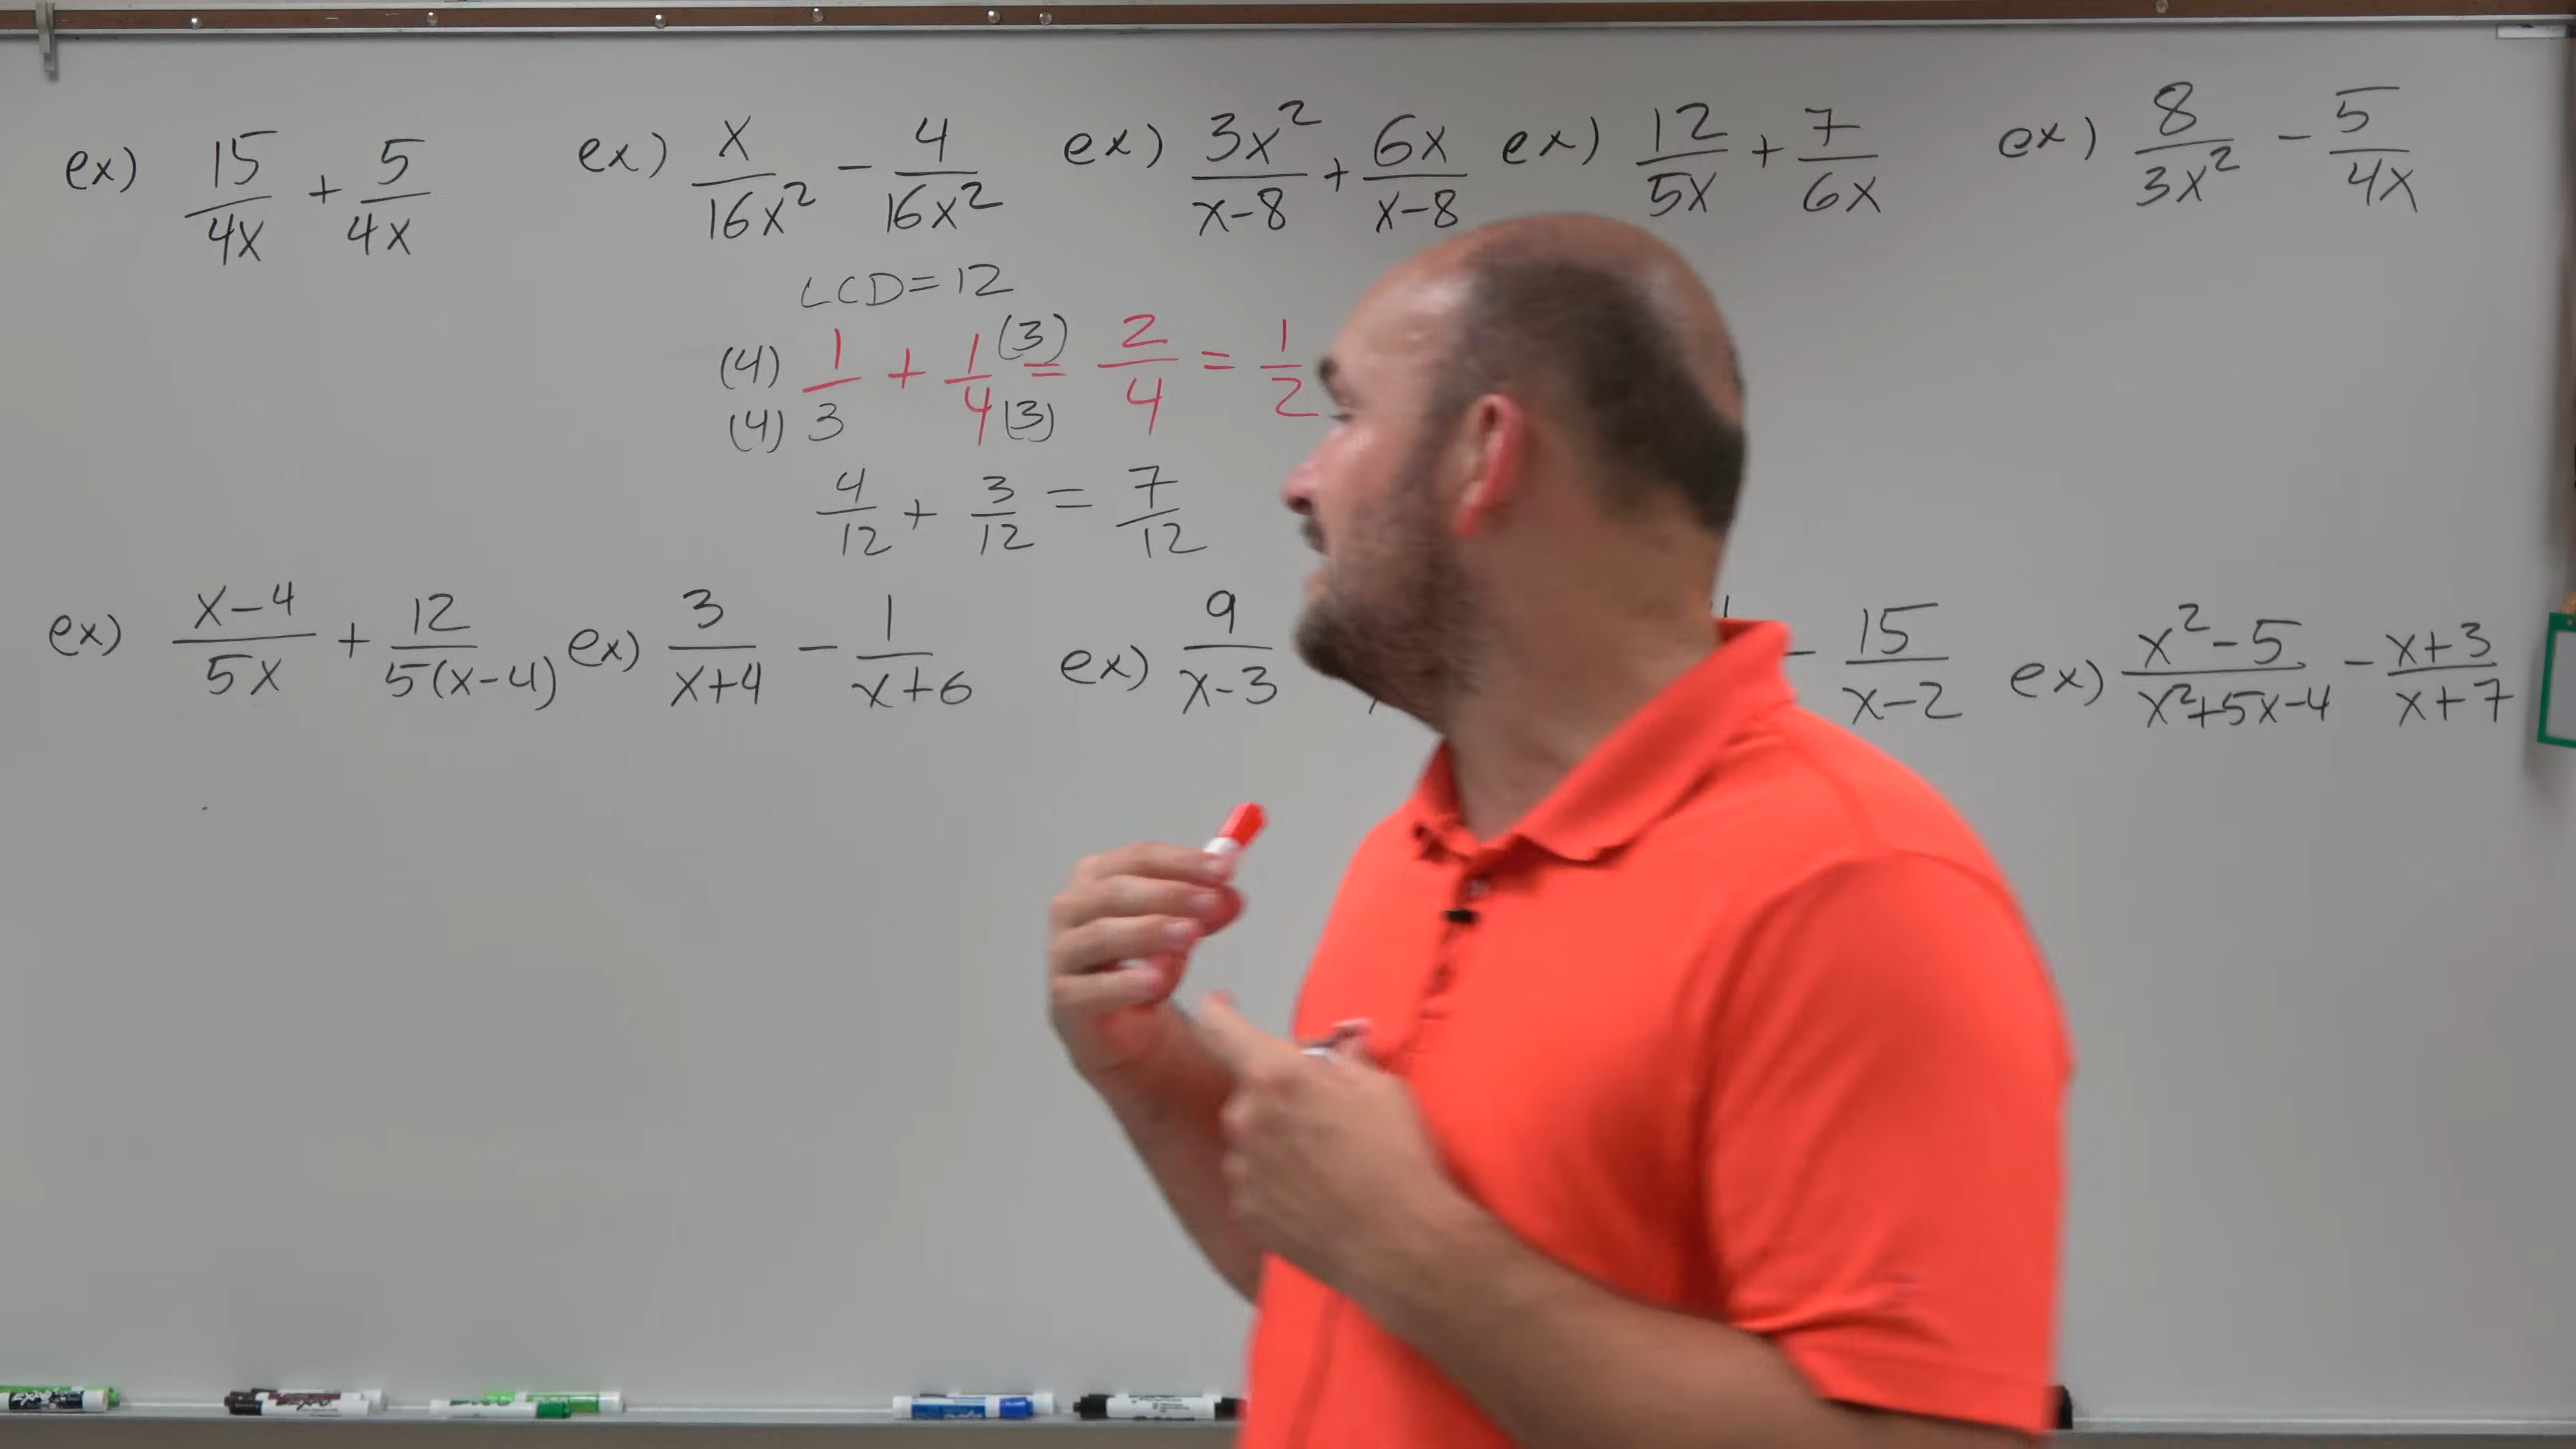 ex) 15/4x + 5/4x
ex) x/16x² - 4/16x²
ex) 3x²/x-8 + 6x/x-8
ex) 12/5x + 7/6x
ex) 8/3x² - 5/4x
LCD = 12
(4)/(4) 1/3 + 1/4 (3)/(3) = 2/4 = 1/2
4/12 + 3/12 = 7/12
ex) x-4/5x + 12/5(x-4)
ex) 3/x+4 - 1/x+6
ex) 9/x-3
- 15/x-2
ex) x²-5/x²+5x-4 - x+3/x+7